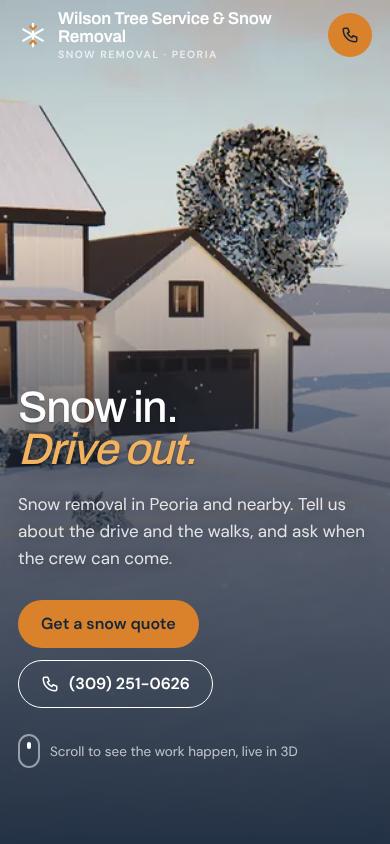 Wilson Tree Service & Snow
Removal
SNOW REMOVAL · PEORIA
Snow in.
Drive out.
Snow removal in Peoria and nearby. Tell us
about the drive and the walks, and ask when
the crew can come.
Get a snow quote
(309) 251-0626
Scroll to see the work happen, live in 3D